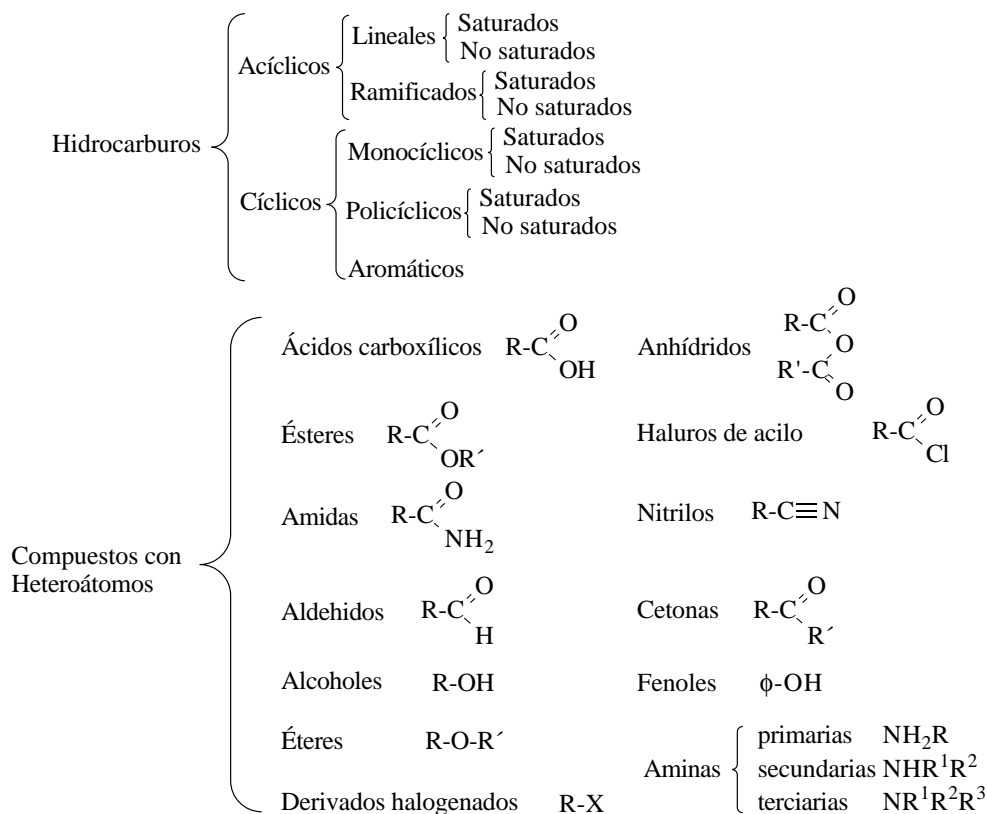 Hidrocarburos
Acíclicos
Lineales
Saturados
No saturados
Ramificados
Saturados
No saturados
Cíclicos
Monocíclicos
Saturados
No saturados
Policíclicos
Saturados
No saturados
Aromáticos
Compuestos con
Heteroátomos
Ácidos carboxílicos R-C O OH
Anhídridos R-C O O R'-C O
Ésteres R-C O OR´
Haluros de acilo R-C O Cl
Amidas R-C O NH₂
Nitrilos R-C≡N
Aldehidos R-C O H
Cetonas R-C O R´
Alcoholes R-OH
Fenoles ϕ-OH
Éteres R-O-R´
Aminas
primarias NH₂R
secundarias NHR¹R²
terciarias NR¹R²R³
Derivados halogenados R-X